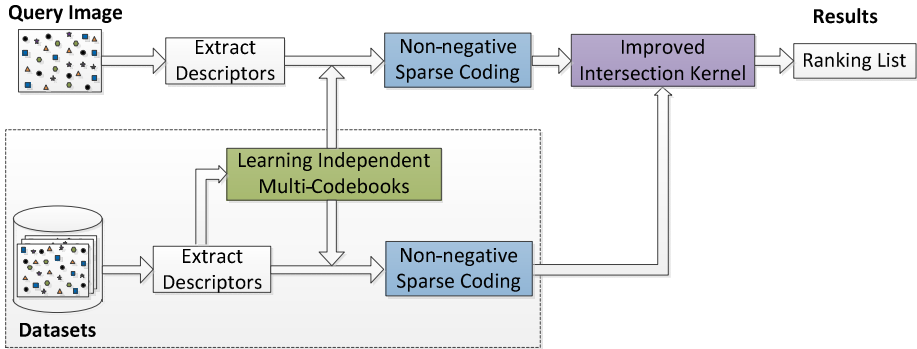 Query Image
Extract
Descriptors
Non-negative
Sparse Coding
Improved
Intersection Kernel
Results
Ranking List
Learning Independent
Multi-Codebooks
Datasets
Extract
Descriptors
Non-negative
Sparse Coding